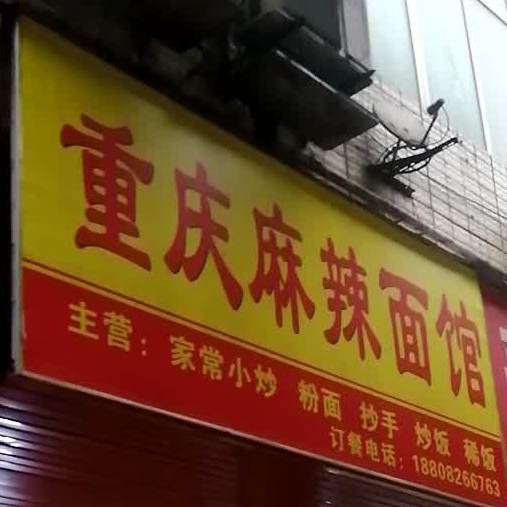 重庆麻辣面馆
主营：家常小炒 粉面 抄手 炒饭 稀饭
订餐电话：18808266763